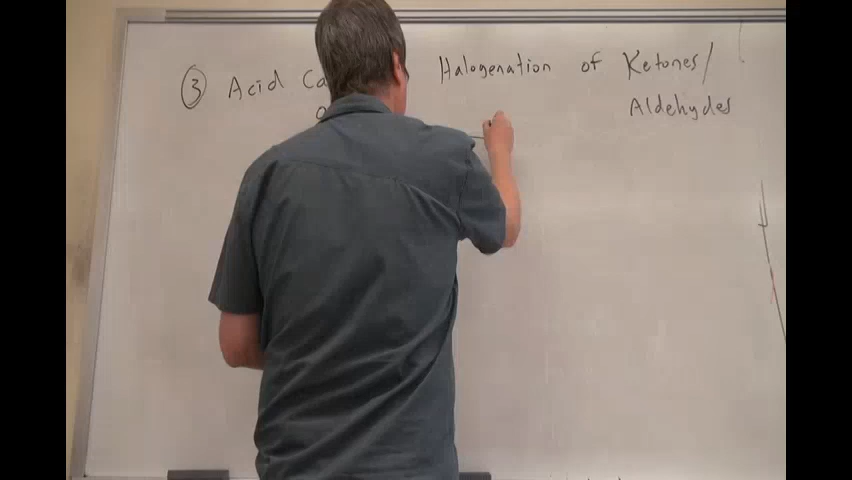 ③ Acid Ca Halogenation of Ketones/
Aldehydes
O